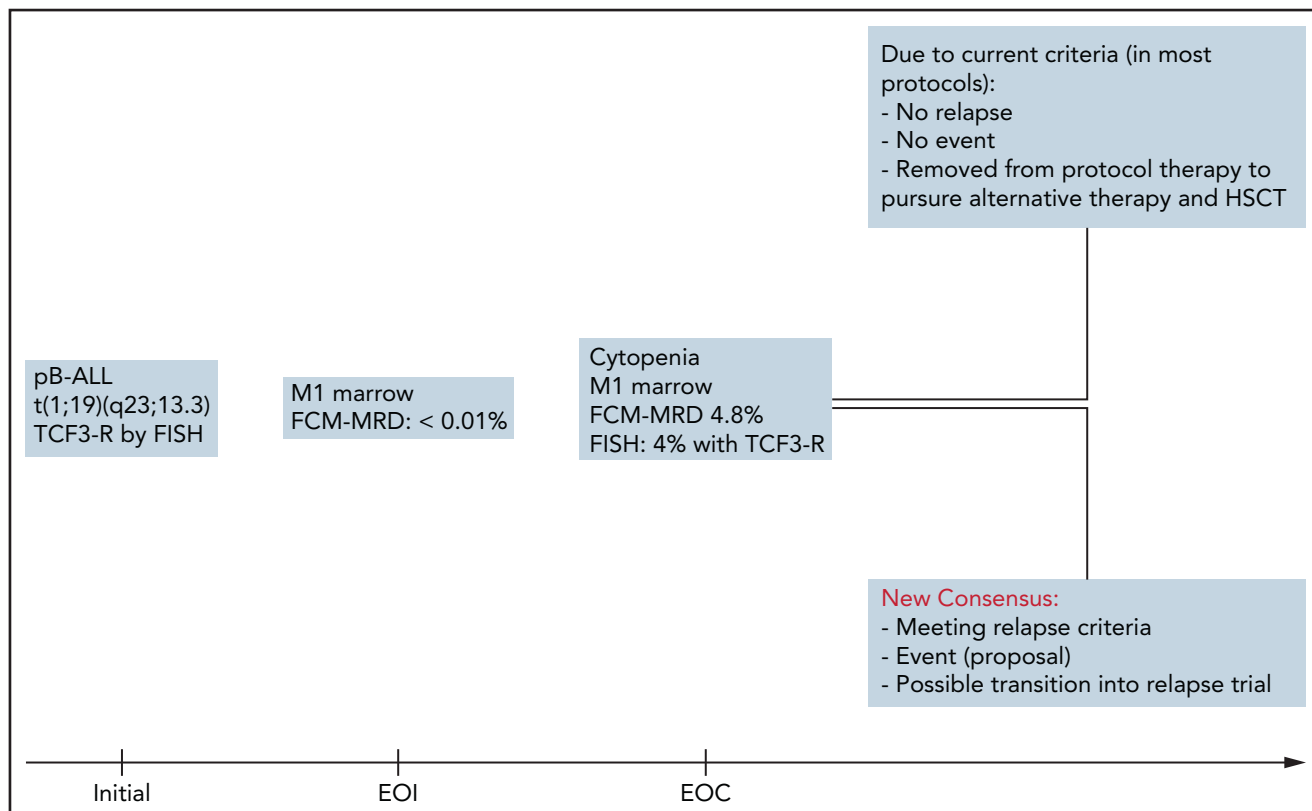 Due to current criteria (in most
protocols):
- No relapse
- No event
- Removed from protocol therapy to
pursure alternative therapy and HSCT
pB-ALL
t(1;19)(q23;13.3)
TCF3-R by FISH
M1 marrow
FCM-MRD: < 0.01%
Cytopenia
M1 marrow
FCM-MRD 4.8%
FISH: 4% with TCF3-R
New Consensus:
- Meeting relapse criteria
- Event (proposal)
- Possible transition into relapse trial
Initial
EOI
EOC